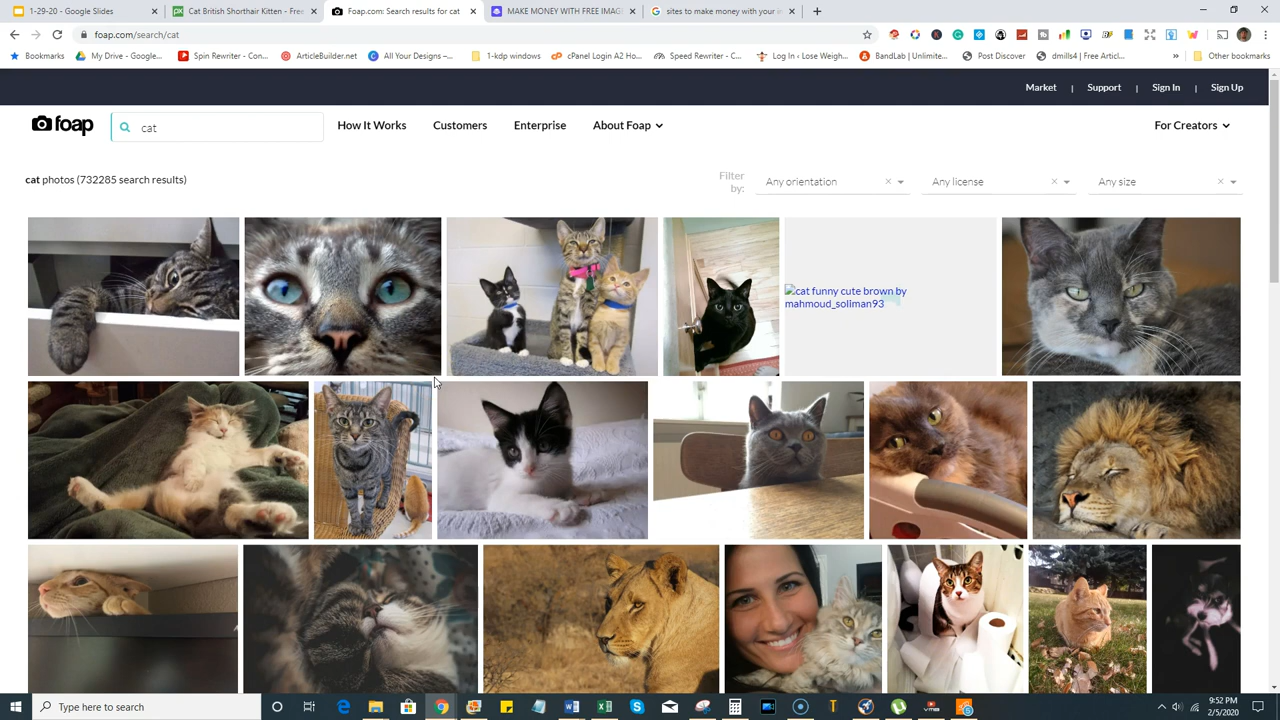 1-29-20 - Google Slides
Cat British Shorthair Kitten - Free
Foap.com: Search results for cat
MAKE MONEY WITH FREE IMAG
sites to make money with your i
foap.com/search/cat
Bookmarks
My Drive - Google...
Spin Rewriter - Con...
ArticleBuilder.net
All Your Designs –...
1-kdp windows
cPanel Login A2 Ho...
Speed Rewriter - C...
Log In ‹ Lose Weigh...
BandLab | Unlimite...
Post Discover
dmills4 | Free Articl...
»
Other bookmarks
Market | Support | Sign In | Sign Up
foap
cat
How It Works
Customers
Enterprise
About Foap
For Creators
cat photos (732285 search results)
Filter by:
Any orientation
Any license
Any size
cat funny cute brown by
mahmoud_soliman93
Type here to search
9:52 PM
2/5/2020